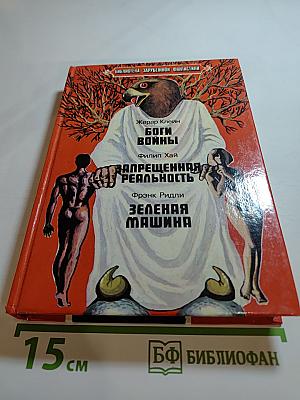 БИБЛИОТЕКА ЗАРУБЕЖНОЙ ФАНТАСТИКИ
Жерар Клейн
БОГИ
ВОЙНЫ
Филип Хай
ЗАПРЕЩЕННАЯ
РЕАЛЬНОСТЬ
Фрэнк Ридли
ЗЕЛЕНАЯ
МАШИНА
15 см
БФ БИБЛИОФАН